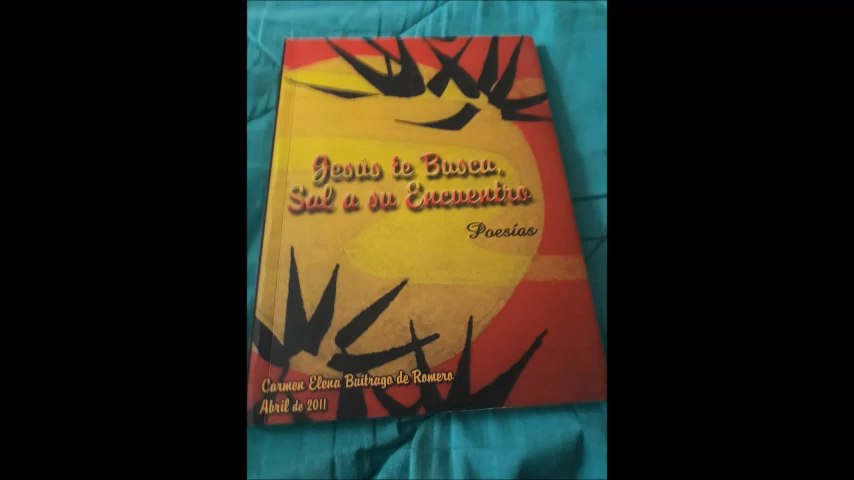 Jesús te Busca,
Sal a su Encuentro
Poesías
Carmen Elena Buitrago de Romero
Abril de 2011